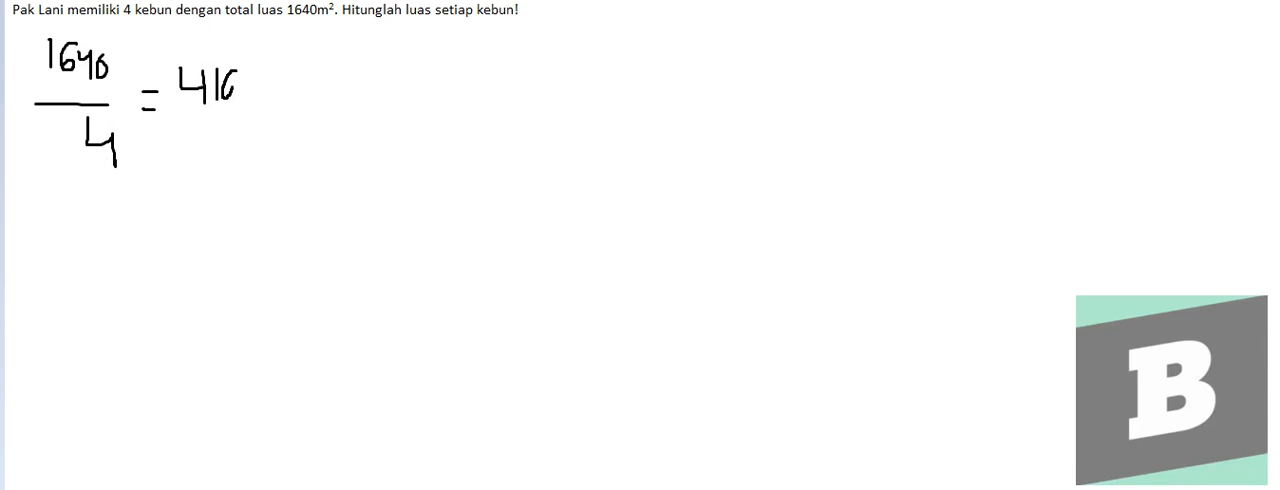 Pak Lani memiliki 4 kebun dengan total luas 1640m². Hitunglah luas setiap kebun!
1640
4
= 416
B